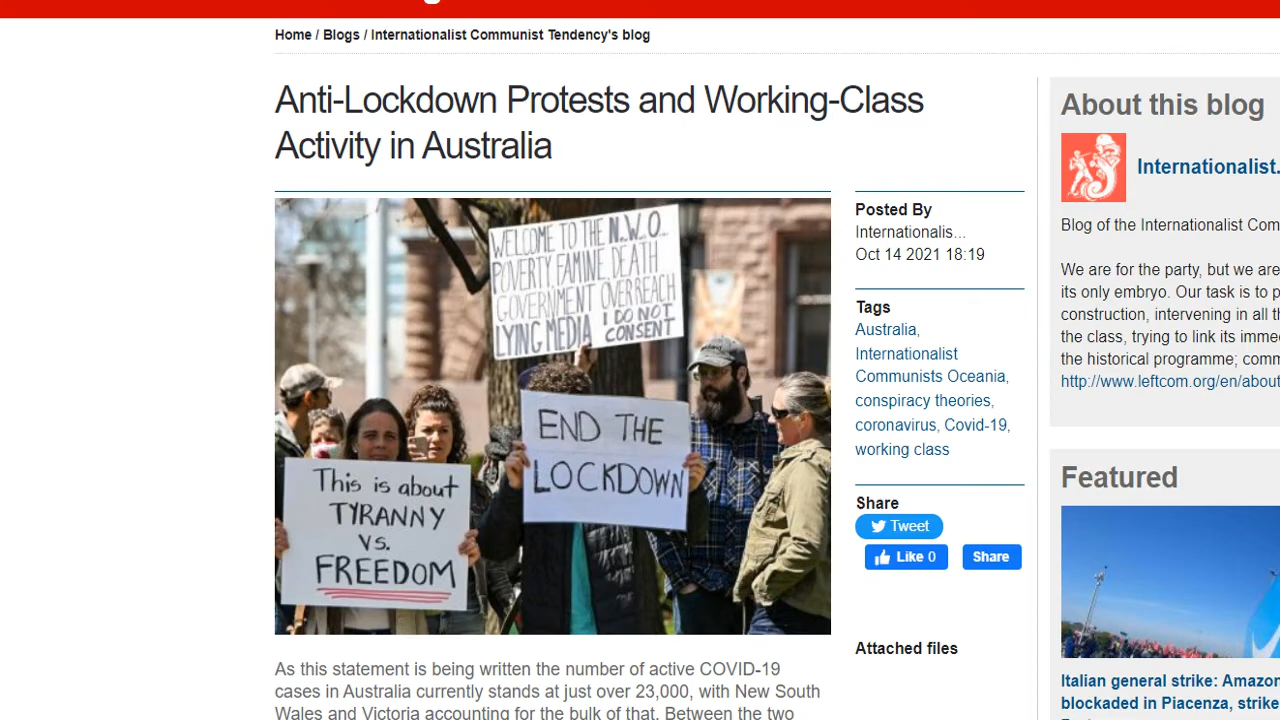 Home / Blogs / Internationalist Communist Tendency's blog
Anti-Lockdown Protests and Working-Class
Activity in Australia
WELCOME TO THE N.W.O.
POVERTY, FAMINE, DEATH
GOVERNMENT OVERREACH
LYING MEDIA I DO NOT
CONSENT
END THE
LOCKDOWN
This is about
TYRANNY
VS.
FREEDOM
As this statement is being written the number of active COVID-19
cases in Australia currently stands at just over 23,000, with New South
Wales and Victoria accounting for the bulk of that. Between the two
Posted By
Internationalis...
Oct 14 2021 18:19
Tags
Australia,
Internationalist
Communists Oceania,
conspiracy theories,
coronavirus, Covid-19,
working class
Share
Tweet
Like 0 Share
Attached files
About this blog
Internationalist.
Blog of the Internationalist Com
We are for the party, but we are
its only embryo. Our task is to p
construction, intervening in all t
the class, trying to link its imme
the historical programme; comm
http://www.leftcom.org/en/about
Featured
Italian general strike: Amazon
blockaded in Piacenza, strike